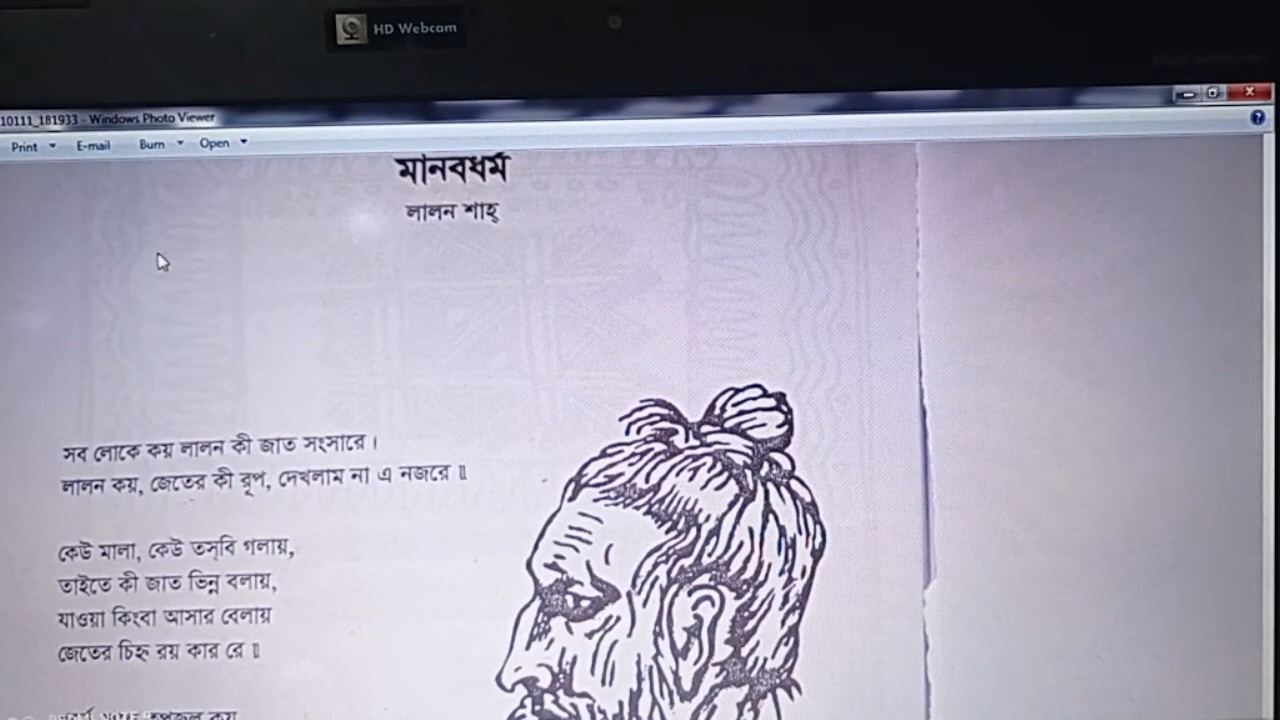 HD Webcam
10111_181933 - Windows Photo Viewer
Print E-mail Burn Open
মানবধর্ম
লালন শাহ্
সব লোকে কয় লালন কী জাত সংসারে।
লালন কয়, জেতের কী রূপ, দেখলাম না এ নজরে॥
কেউ মালা, কেউ তস্‌বি গলায়,
তাইতে কী জাত ভিন্ন বলায়,
যাওয়া কিংবা আসার বেলায়
জেতের চিহ্ন রয় কার রে॥